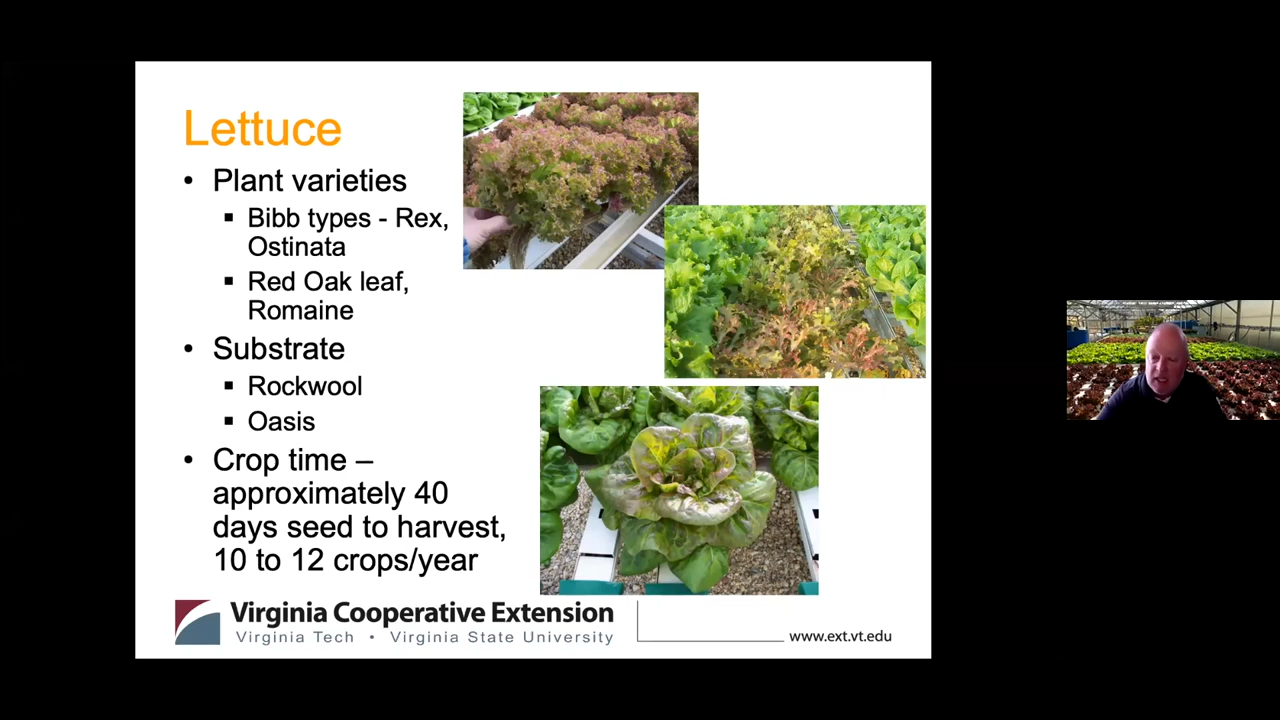 Lettuce
• Plant varieties
▪ Bibb types - Rex,
Ostinata
▪ Red Oak leaf,
Romaine
• Substrate
▪ Rockwool
▪ Oasis
• Crop time –
approximately 40
days seed to harvest,
10 to 12 crops/year
Virginia Cooperative Extension
Virginia Tech • Virginia State University
www.ext.vt.edu